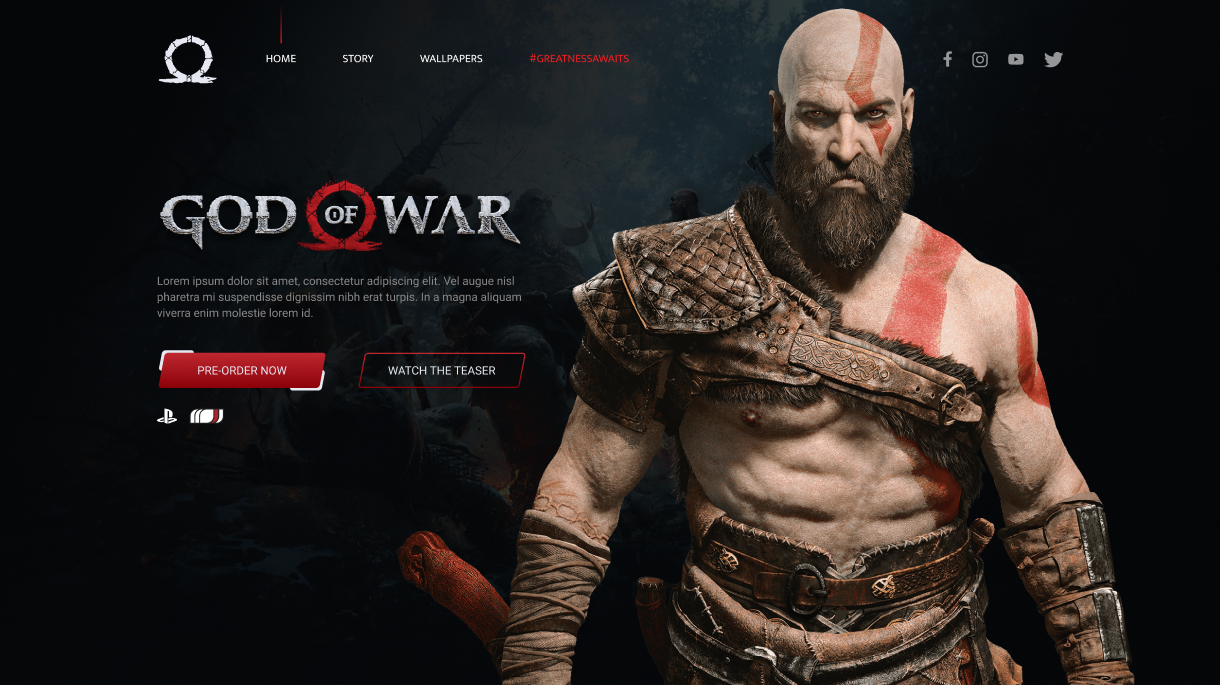 HOME STORY WALLPAPERS #GREATNESSAWAITS
GOD OF WAR
Lorem ipsum dolor sit amet, consectetur adipiscing elit. Vel augue nisl
pharetra mi suspendisse dignissim nibh erat turpis. In a magna aliquam
viverra enim molestie lorem id.
PRE-ORDER NOW WATCH THE TEASER